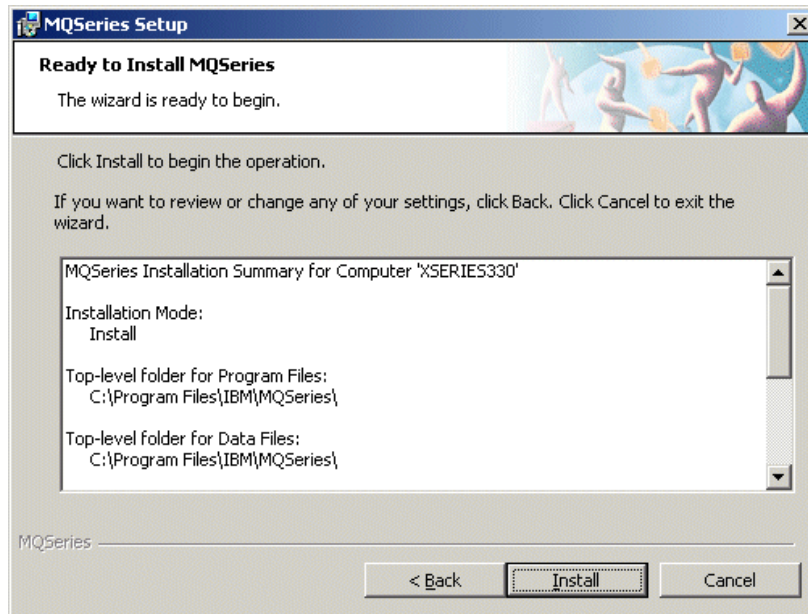 MQSeries Setup
Ready to Install MQSeries
The wizard is ready to begin.
Click Install to begin the operation.
If you want to review or change any of your settings, click Back. Click Cancel to exit the
wizard.
MQSeries Installation Summary for Computer 'XSERIES330'
Installation Mode:
Install
Top-level folder for Program Files:
C:\Program Files\IBM\MQSeries\
Top-level folder for Data Files:
C:\Program Files\IBM\MQSeries\
MQSeries
< Back
Install
Cancel